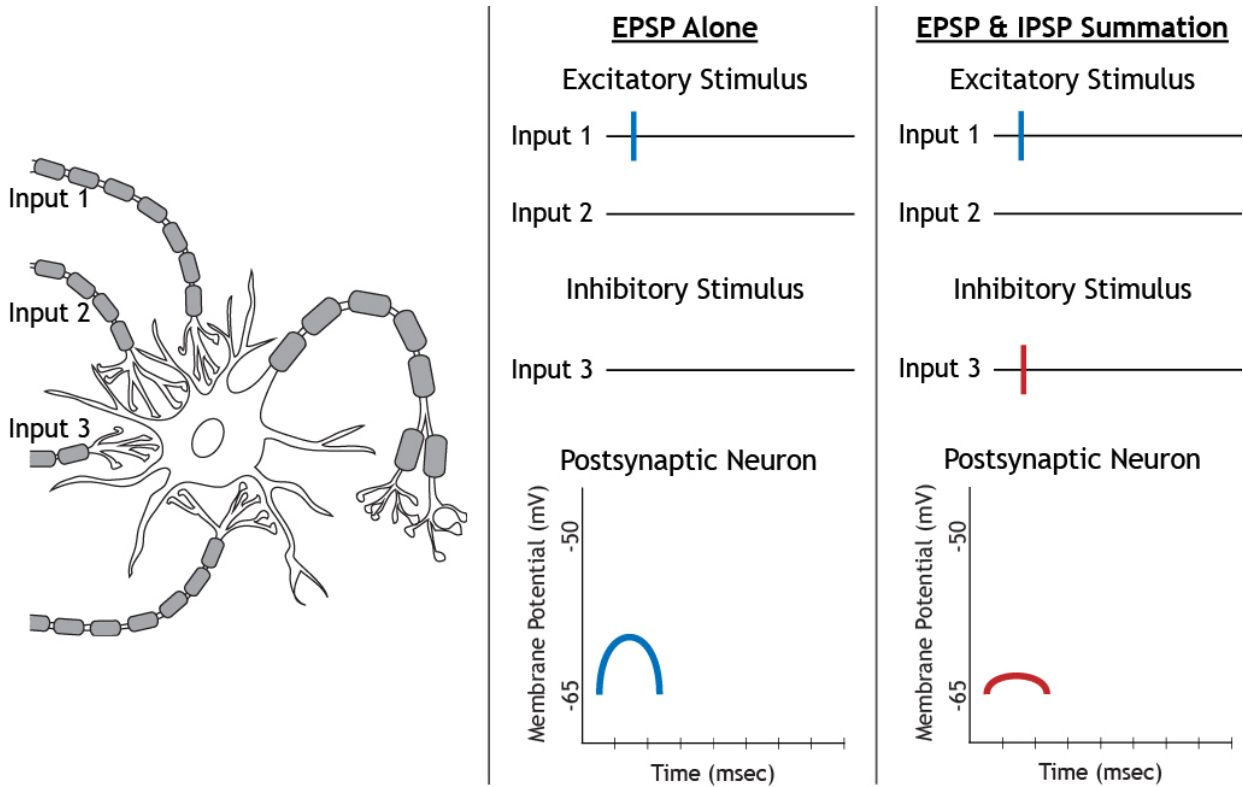 Input 1
Input 2
Input 3
EPSP Alone
Excitatory Stimulus
Input 1
Input 2
Inhibitory Stimulus
Input 3
Postsynaptic Neuron
Membrane Potential (mV)
-50
-65
Time (msec)
EPSP & IPSP Summation
Excitatory Stimulus
Input 1
Input 2
Inhibitory Stimulus
Input 3
Postsynaptic Neuron
Membrane Potential (mV)
-50
-65
Time (msec)